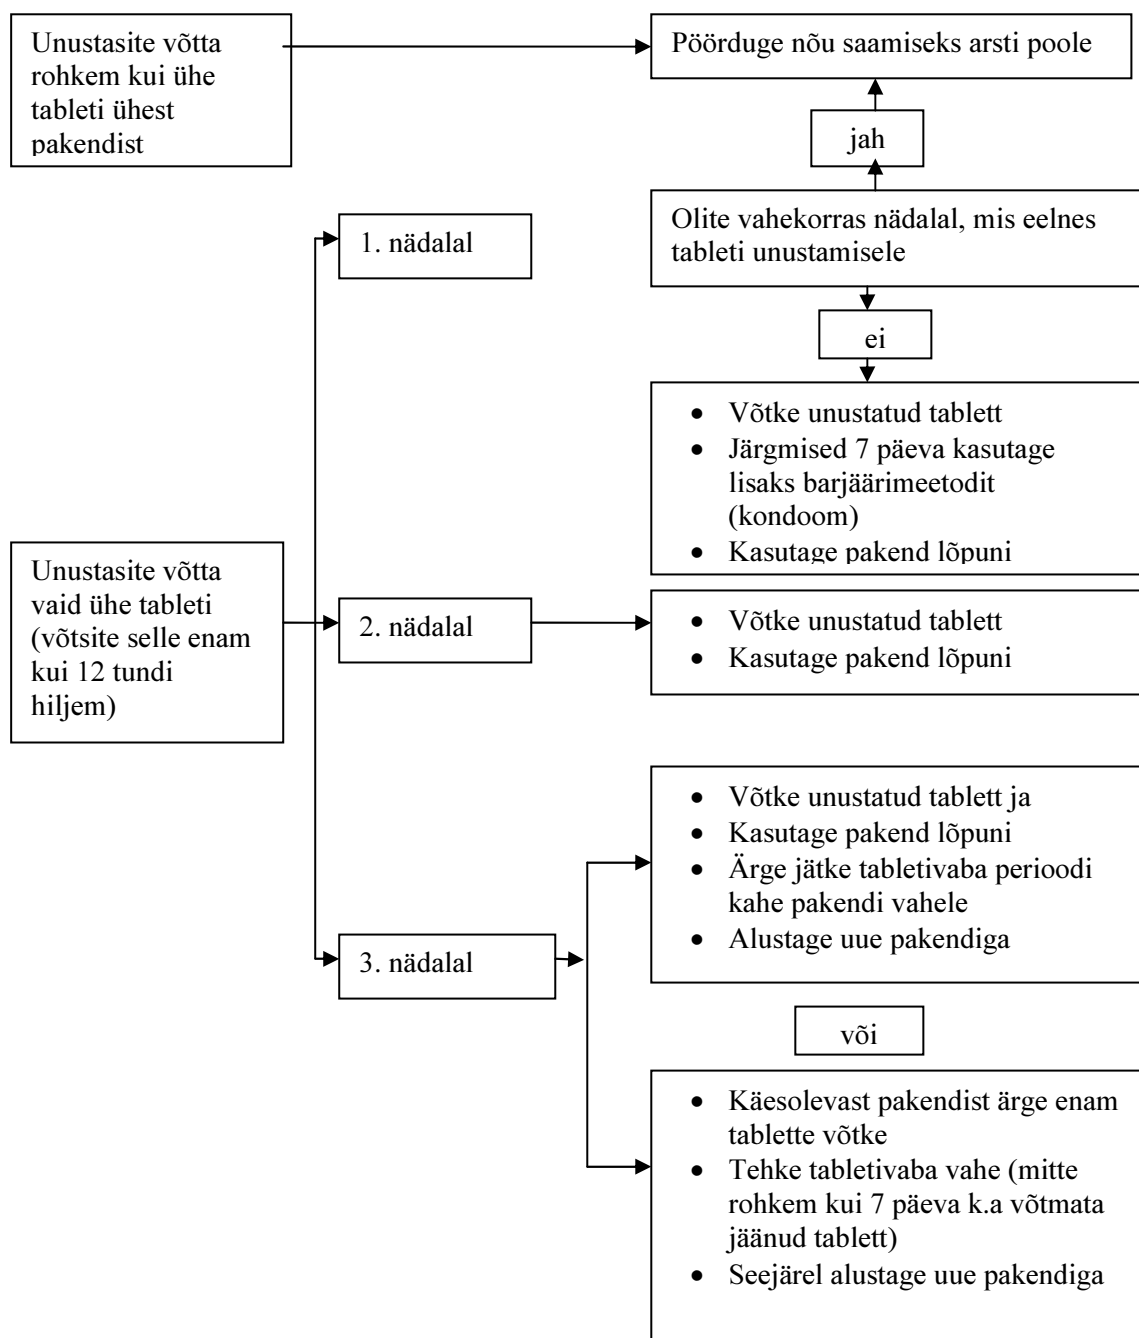 Unustasite võtta
rohkem kui ühe
tableti ühest
pakendist
Pöörduge nõu saamiseks arsti poole
jah
Olite vahekorras nädalal, mis eelnes
tableti unustamisele
1. nädalal
ei
• Võtke unustatud tablett
• Järgmised 7 päeva kasutage
lisaks barjäärimeetodit
(kondoom)
• Kasutage pakend lõpuni
Unustasite võtta
vaid ühe tableti
(võtsite selle enam
kui 12 tundi
hiljem)
2. nädalal
• Võtke unustatud tablett
• Kasutage pakend lõpuni
3. nädalal
• Võtke unustatud tablett ja
• Kasutage pakend lõpuni
• Ärge jätke tabletivaba perioodi
kahe pakendi vahele
• Alustage uue pakendiga
või
• Käesolevast pakendist ärge enam
tablette võtke
• Tehke tabletivaba vahe (mitte
rohkem kui 7 päeva k.a võtmata
jäänud tablett)
• Seejärel alustage uue pakendiga